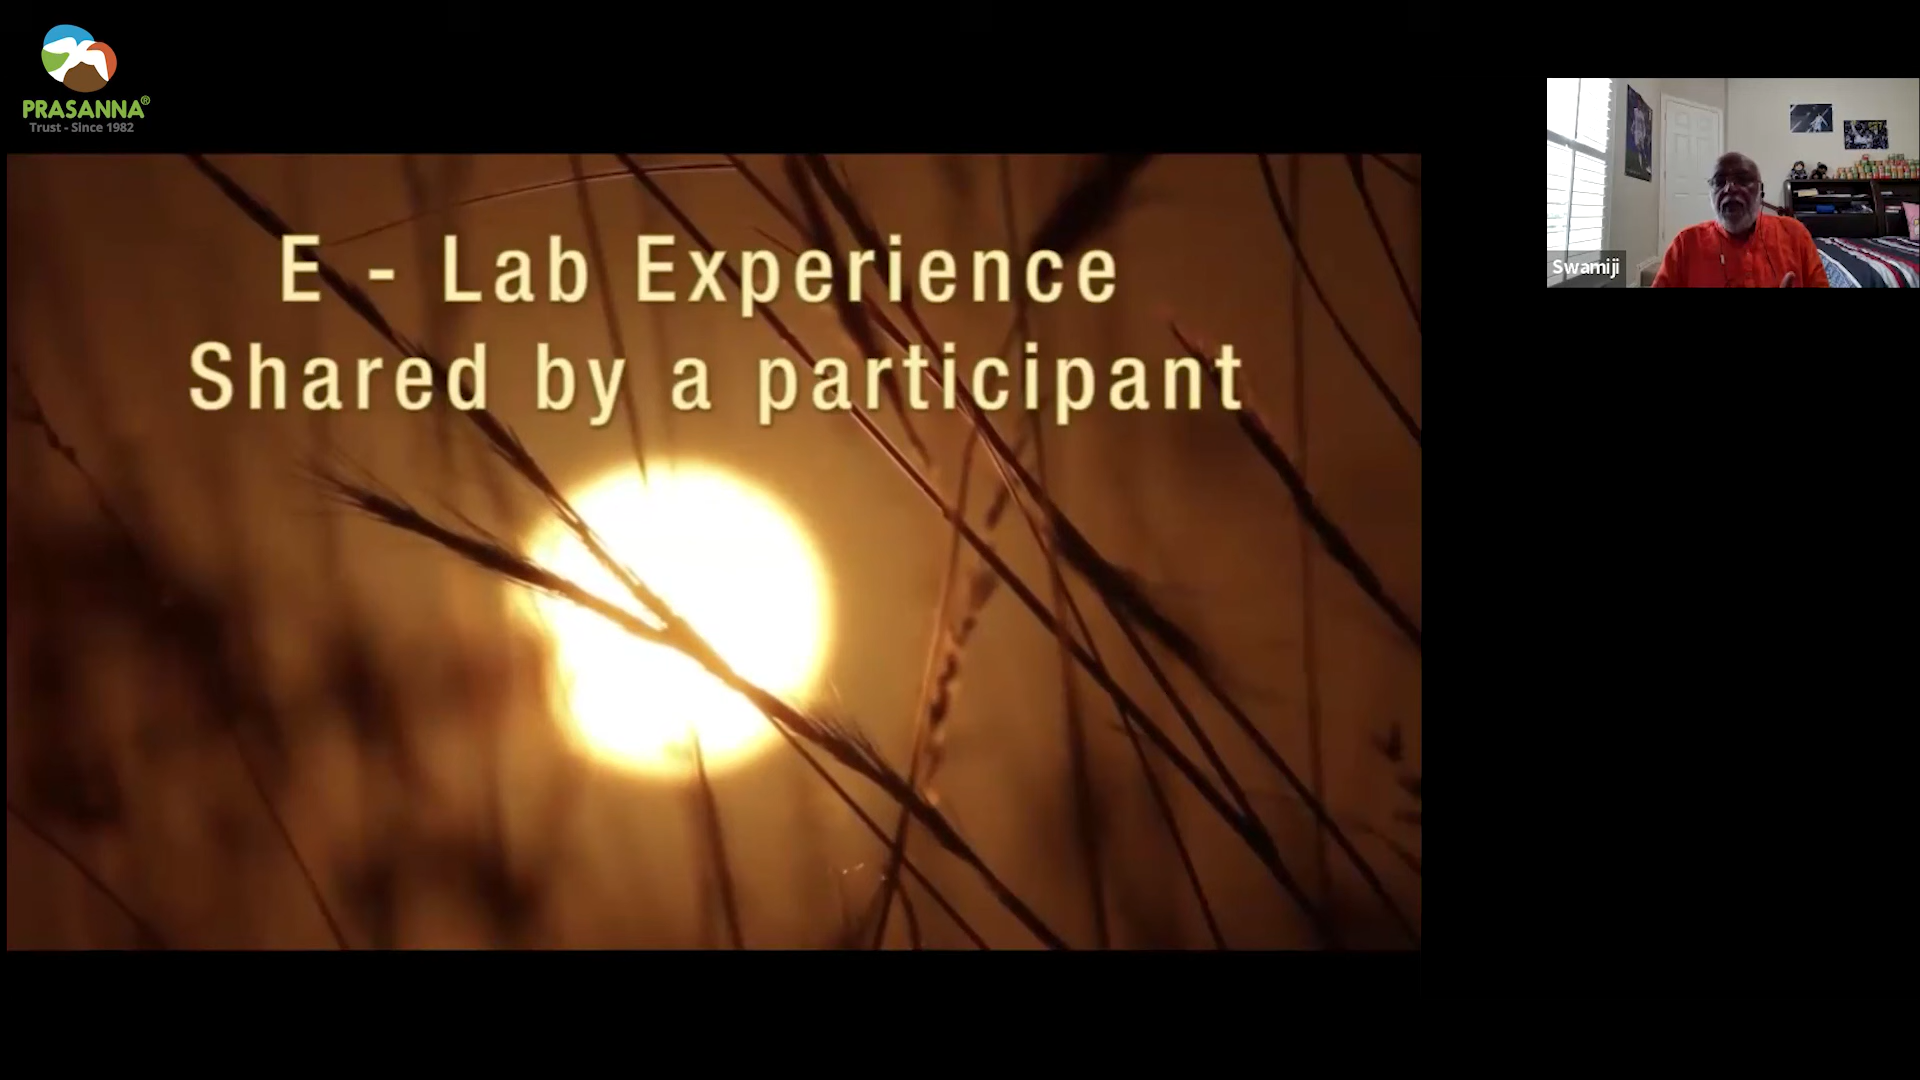 PRASANNA®
Trust - Since 1982
E - Lab Experience
Shared by a participant
Swamiji